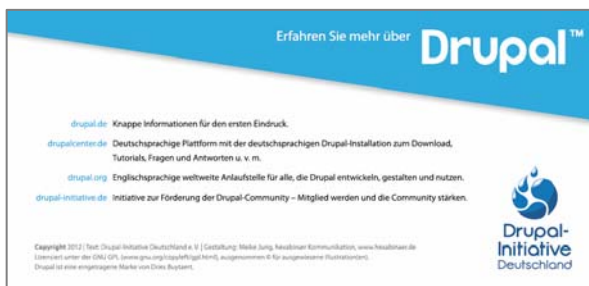 Erfahren Sie mehr über Drupal™
drupal.de Knappe Informationen für den ersten Eindruck.
drupalcenter.de Deutschsprachige Plattform mit der deutschsprachigen Drupal-Installation zum Download,
Tutorials, Fragen und Antworten u. v. m.
drupal.org Englischsprachige weltweite Anlaufstelle für alle, die Drupal entwickeln, gestalten und nutzen.
drupal-initiative.de Initiative zur Förderung der Drupal-Community – Mitglied werden und die Community stärken.
Drupal-
Initiative
Deutschland
Copyright 2012 | Text: Drupal-Initiative Deutschland e. V. | Gestaltung: Meike Jung, hexabinær Kommunikation, www.hexabinaer.de
Lizensiert unter der GNU GPL (www.gnu.org/copyleft/gpl.html), ausgenommen © für ausgewiesene Illustration(en).
Drupal ist eine eingetragene Marke von Dries Buytaert.